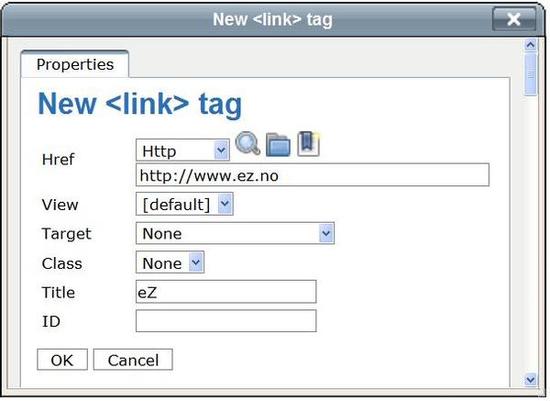 New <link> tag
Properties
New <link> tag
Href Http
http://www.ez.no
View [default]
Target None
Class None
Title eZ
ID
OK Cancel